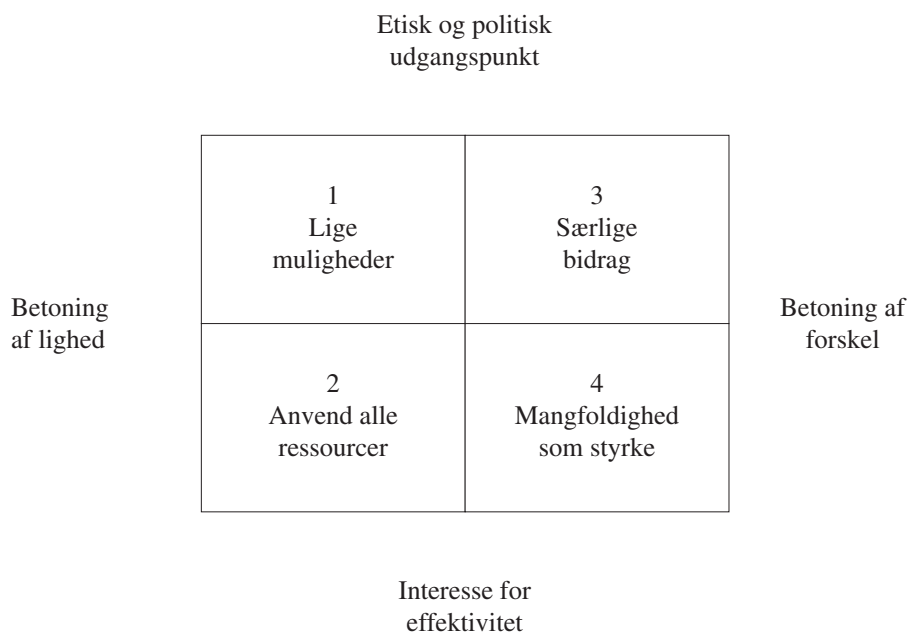 Etisk og politisk
udgangspunkt
1
Lige
muligheder
3
Særlige
bidrag
Betoning
af lighed
Betoning af
forskel
2
Anvend alle
ressourcer
4
Mangfoldighed
som styrke
Interesse for
effektivitet